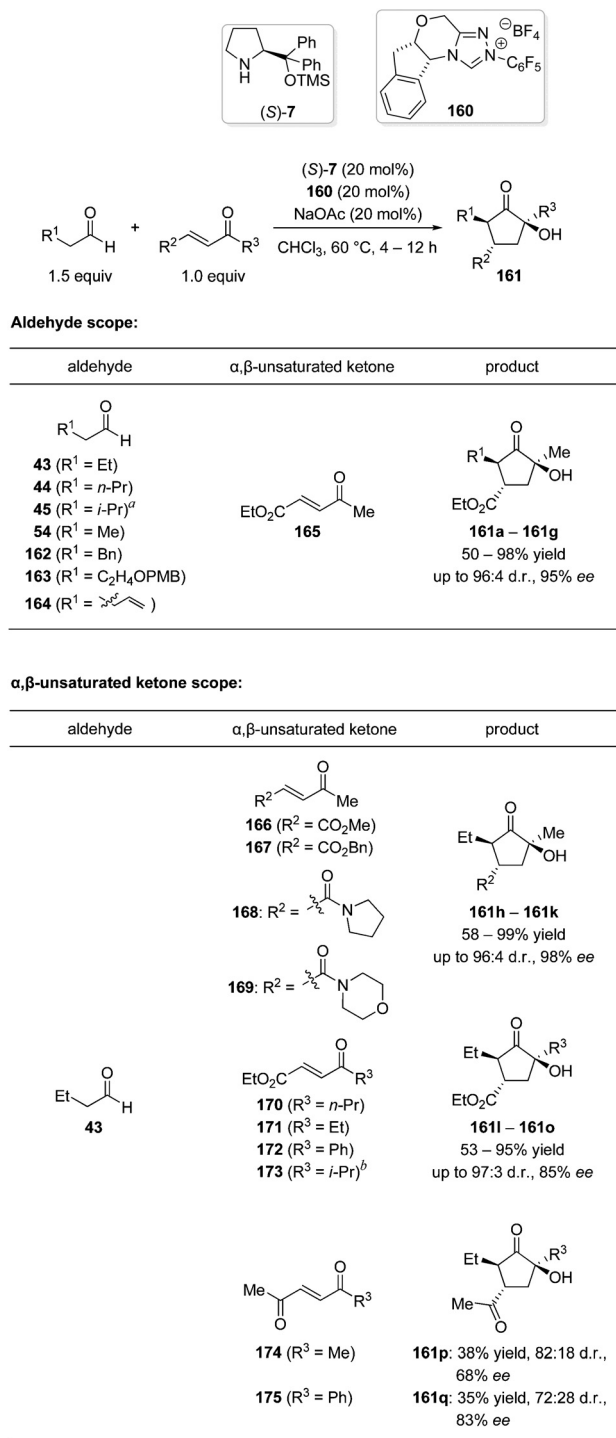 N
H
Ph
Ph
OTMS
(S)-7
O
N
N
N
⊕
⊖BF4
C6F5
160
R1
O
H
1.5 equiv
+
R2
O
R3
1.0 equiv
(S)-7 (20 mol%)
160 (20 mol%)
NaOAc (20 mol%)
CHCl3, 60 °C, 4 – 12 h
O
R1
R3
OH
R2
161
Aldehyde scope:
aldehyde α,β-unsaturated ketone product
O
R1
H
43 (R1 = Et)
44 (R1 = n-Pr)
45 (R1 = i-Pr)a
54 (R1 = Me)
162 (R1 = Bn)
163 (R1 = C2H4OPMB)
164 (R1 = )
O
EtO2C
Me
165
O
R1
Me
OH
EtO2C
161a – 161g
50 – 98% yield
up to 96:4 d.r., 95% ee
α,β-unsaturated ketone scope:
aldehyde α,β-unsaturated ketone product
O
Et
H
43
O
R2
Me
166 (R2 = CO2Me)
167 (R2 = CO2Bn)
O
168: R2 = N
O
169: R2 = N
O
O
Et
Me
OH
R2
161h – 161k
58 – 99% yield
up to 96:4 d.r., 98% ee
O
EtO2C
R3
170 (R3 = n-Pr)
171 (R3 = Et)
172 (R3 = Ph)
173 (R3 = i-Pr)b
O
Et
R3
OH
EtO2C
161l – 161o
53 – 95% yield
up to 97:3 d.r., 85% ee
O
Me
R3
O
174 (R3 = Me)
175 (R3 = Ph)
O
Et
R3
OH
Me
O
161p: 38% yield, 82:18 d.r.,
68% ee
161q: 35% yield, 72:28 d.r.,
83% ee